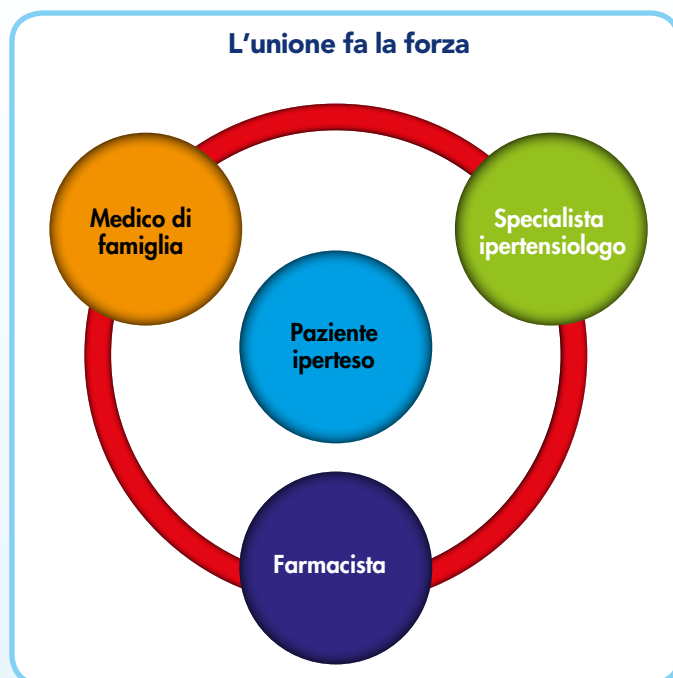 L'unione fa la forza
Medico di
famiglia
Specialista
ipertensiologo
Paziente
iperteso
Farmacista